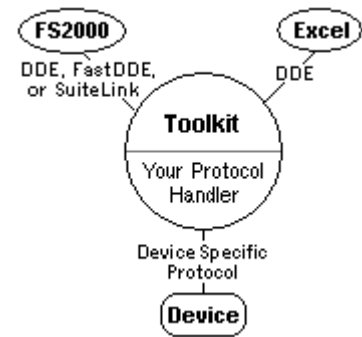 FS2000
Excel
DDE, FastDDE,
or SuiteLink
DDE
Toolkit
Your Protocol
Handler
Device Specific
Protocol
Device